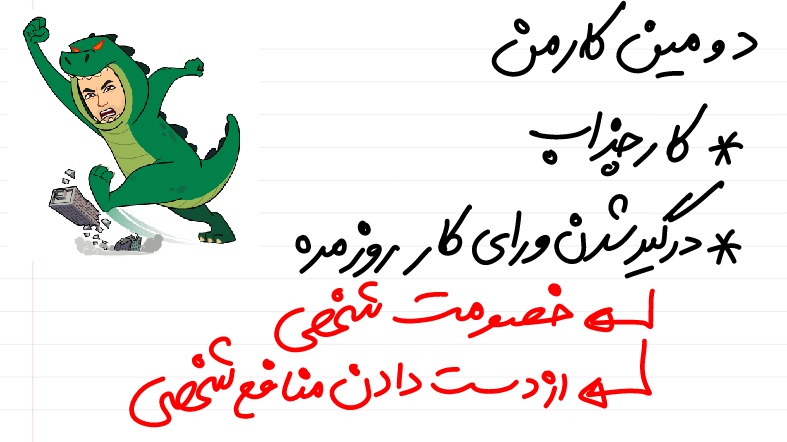 دومین کار من
* کار جذاب
* درگیر شدن ورای کار روزمره
خصومت شخصی
از دست دادن منافع شخصی